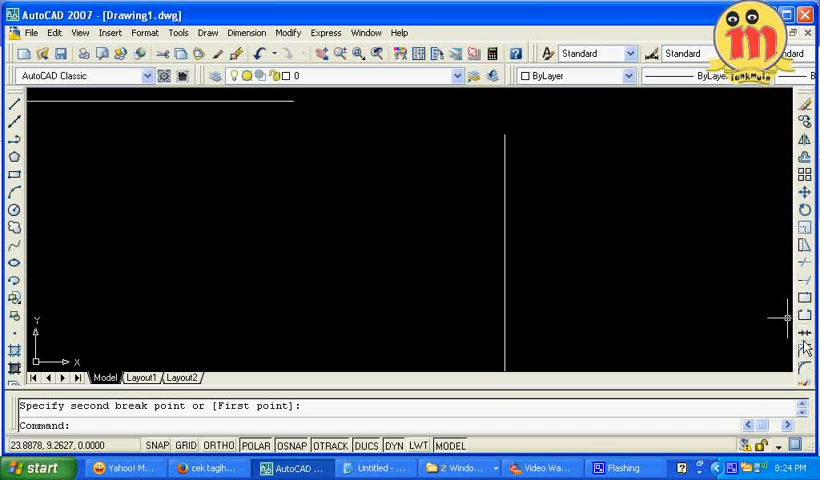 AutoCAD 2007 - [Drawing1.dwg]
File Edit View Insert Format Tools Draw Dimension Modify Express Window Help
Standard Standard
m
AutoCAD Classic 0 ByLayer ByLayer
iankmuin
Y
X
Model Layout1 Layout2
Specify second break point or [First point]:
Command:
23.8878, 9.2627, 0.0000 SNAP GRID ORTHO POLAR OSNAP OTRACK DUCS DYN LWT MODEL
start Yahoo! M... cek tagih... AutoCAD ... Untitled - ... 2 Windo... Video.Wa... Flashing ? 8:24 PM